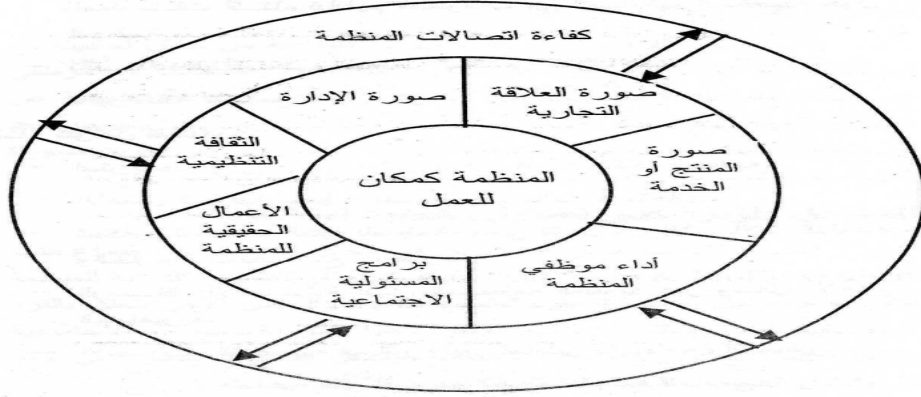 كفاءة اتصالات المنظمة
صورة العلاقة
التجارية
صورة الإدارة
صورة
المنتج أو
الخدمة
الثقافة
التنظيمية
المنظمة كمكان
للعمل
الأعمال
الحقيقية
للمنظمة
برامج
المسئولية
الاجتماعية
أداء موظفي
المنظمة